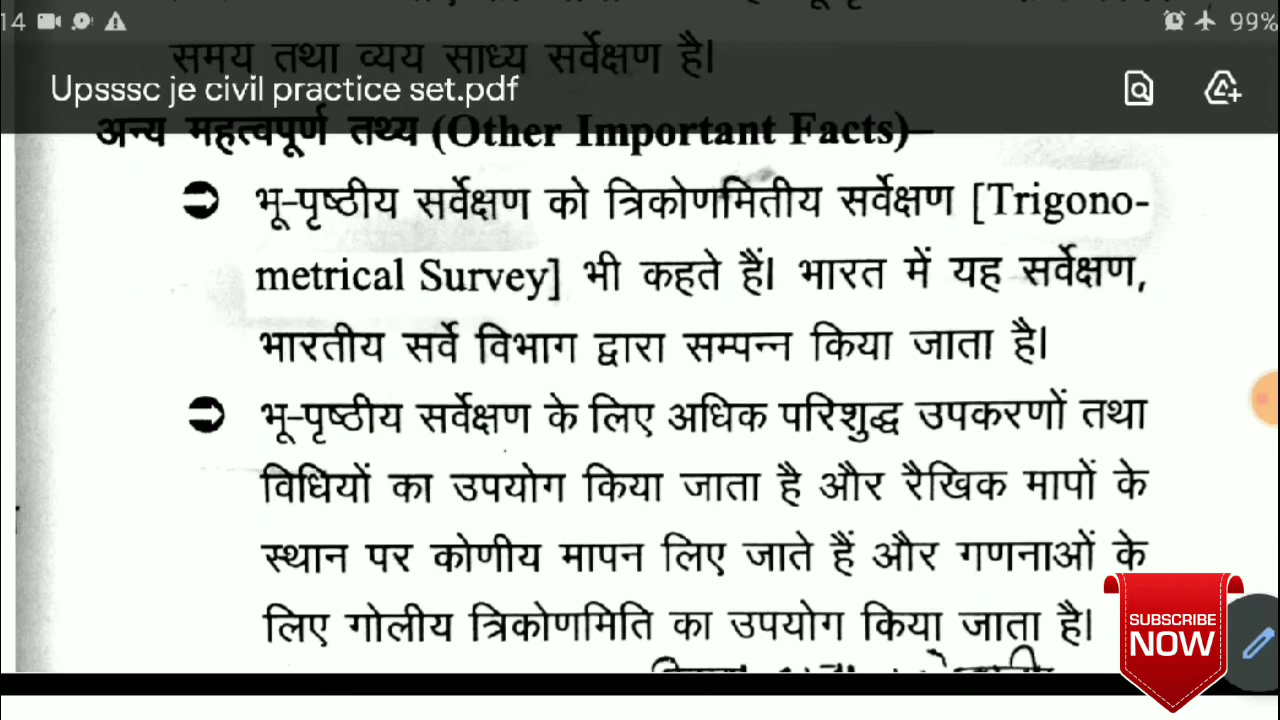 14
99%
समय तथा व्यय साध्य सर्वेक्षण है।
Upsssc je civil practice set.pdf
अन्य महत्वपूर्ण तथ्य (Other Important Facts)–
भू-पृष्ठीय सर्वेक्षण को त्रिकोणमितीय सर्वेक्षण [Trigono-
metrical Survey] भी कहते हैं। भारत में यह सर्वेक्षण,
भारतीय सर्वे विभाग द्वारा सम्पन्न किया जाता है।
भू-पृष्ठीय सर्वेक्षण के लिए अधिक परिशुद्ध उपकरणों तथा
विधियों का उपयोग किया जाता है और रैखिक मापों के
स्थान पर कोणीय मापन लिए जाते हैं और गणनाओं के
लिए गोलीय त्रिकोणमिति का उपयोग किया जाता है।
SUBSCRIBE
NOW